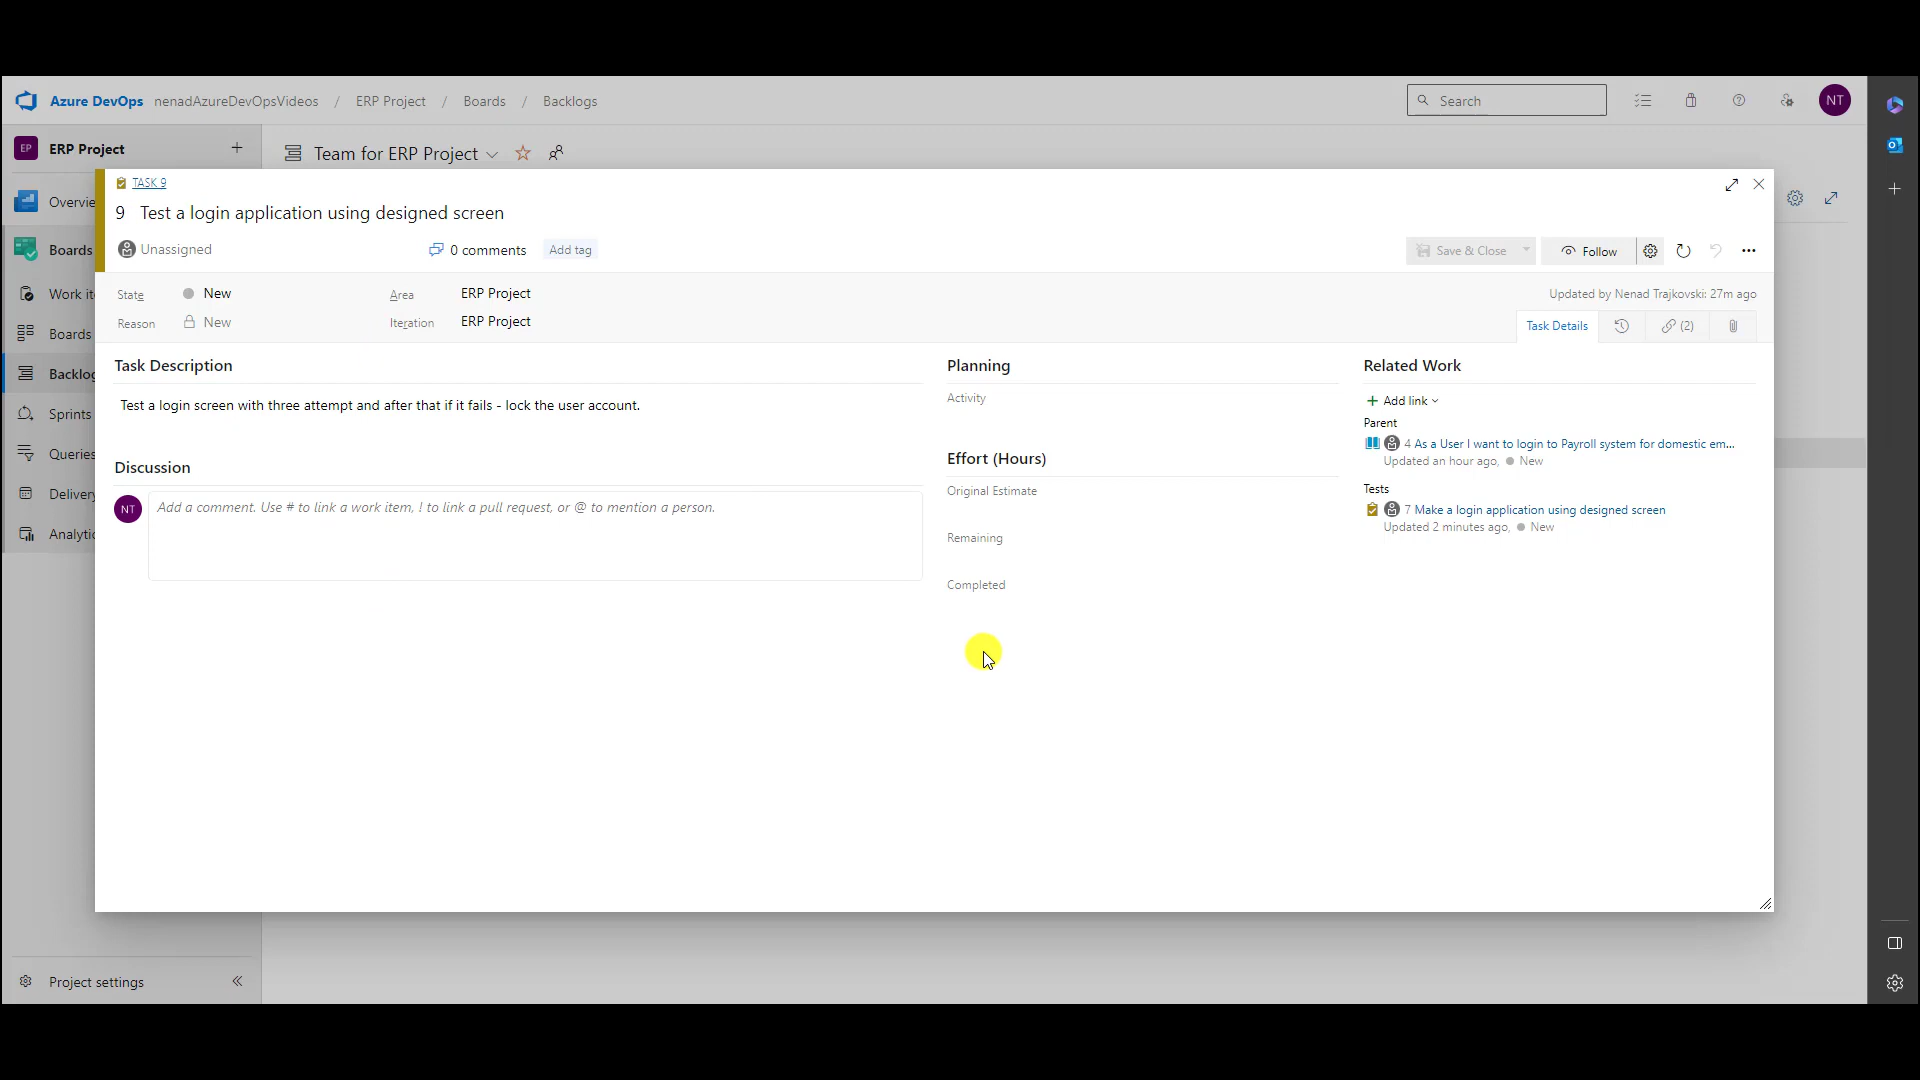 Azure DevOps nenadAzureDevOpsVideos / ERP Project / Boards / Backlogs
Search
NT
EP ERP Project
Team for ERP Project
TASK 9
Overvie
9 Test a login application using designed screen
Boards
Unassigned
0 comments
Add tag
Save & Close
Follow
Work it
State
New
Area
ERP Project
Updated by Nenad Trajkovski: 27m ago
Reason
New
Iteration
ERP Project
Task Details
(2)
Boards
Task Description
Planning
Related Work
Backlog
Test a login screen with three attempt and after that if it fails - lock the user account.
Activity
Add link
Parent
4 As a User I want to login to Payroll system for domestic em...
Updated an hour ago, New
Sprints
Queries
Discussion
Effort (Hours)
Original Estimate
Tests
7 Make a login application using designed screen
Updated 2 minutes ago, New
Delivery
NT
Add a comment. Use # to link a work item, ! to link a pull request, or @ to mention a person.
Analytic
Remaining
Completed
Project settings